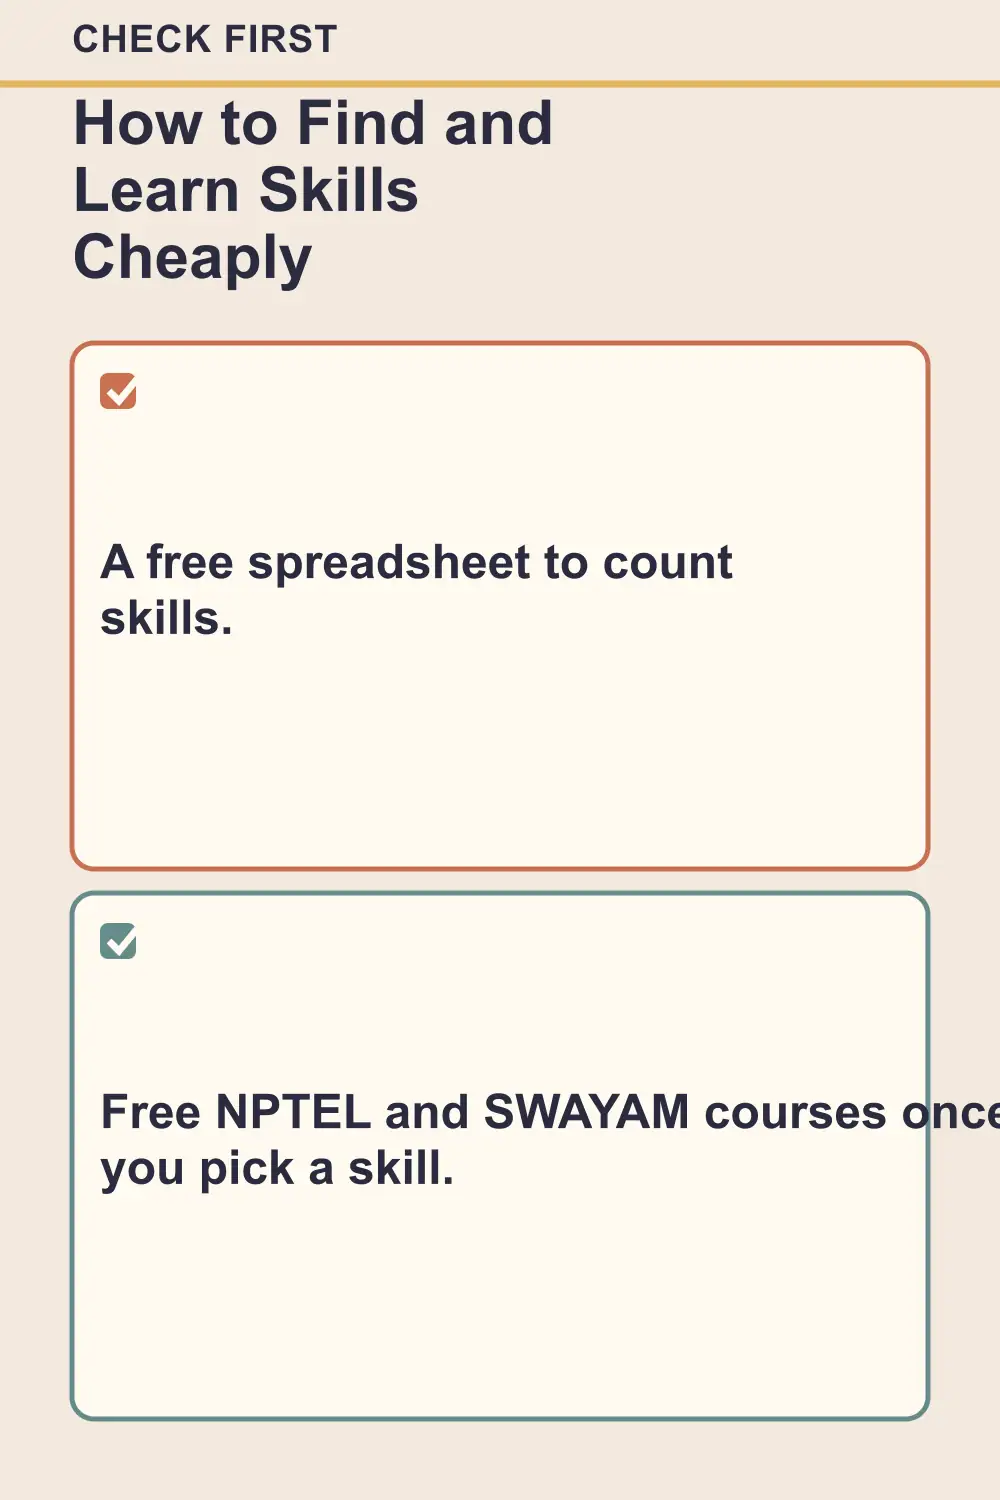 CHECK FIRST
How to Find and
Learn Skills
Cheaply
A free spreadsheet to count
skills.
Free NPTEL and SWAYAM courses once
you pick a skill.